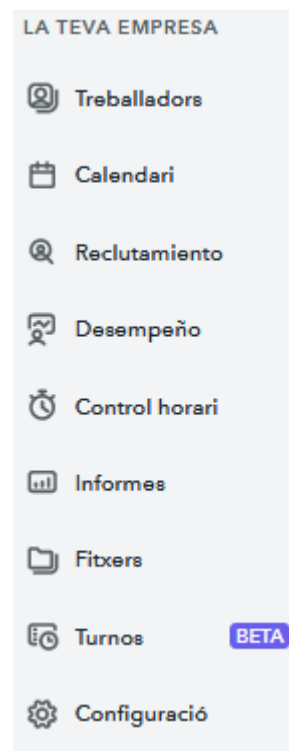 LA TEVA EMPRESA
Treballadors
Calendari
Reclutamiento
Desempeño
Control horari
Informes
Fitxers
Turnos BETA
Configuració